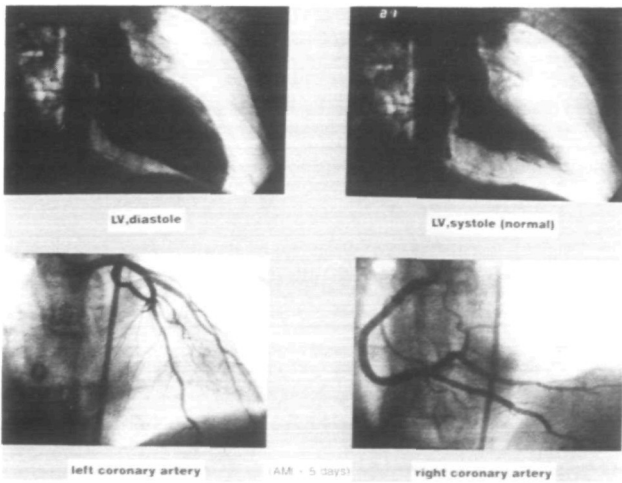 LV,diastole
LV,systole (normal)
left coronary artery
(AMI - 5 days)
right coronary artery